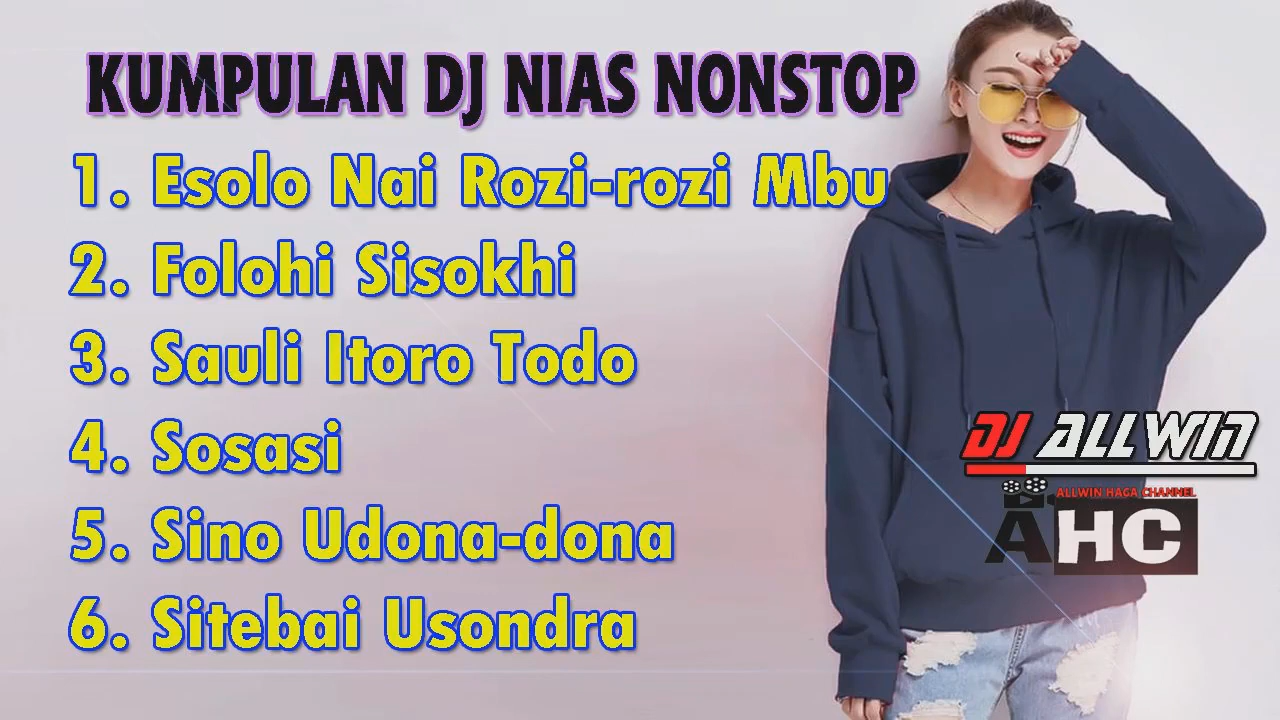 KUMPULAN DJ NIAS NONSTOP
1. Esolo Nai Rozi-rozi Mbu
2. Folohi Sisokhi
3. Sauli Itoro Todo
4. Sosasi
5. Sino Udona-dona
6. Sitebai Usondra
DJ ALLWIN
ALLWIN HAGA CHANNEL
AHC